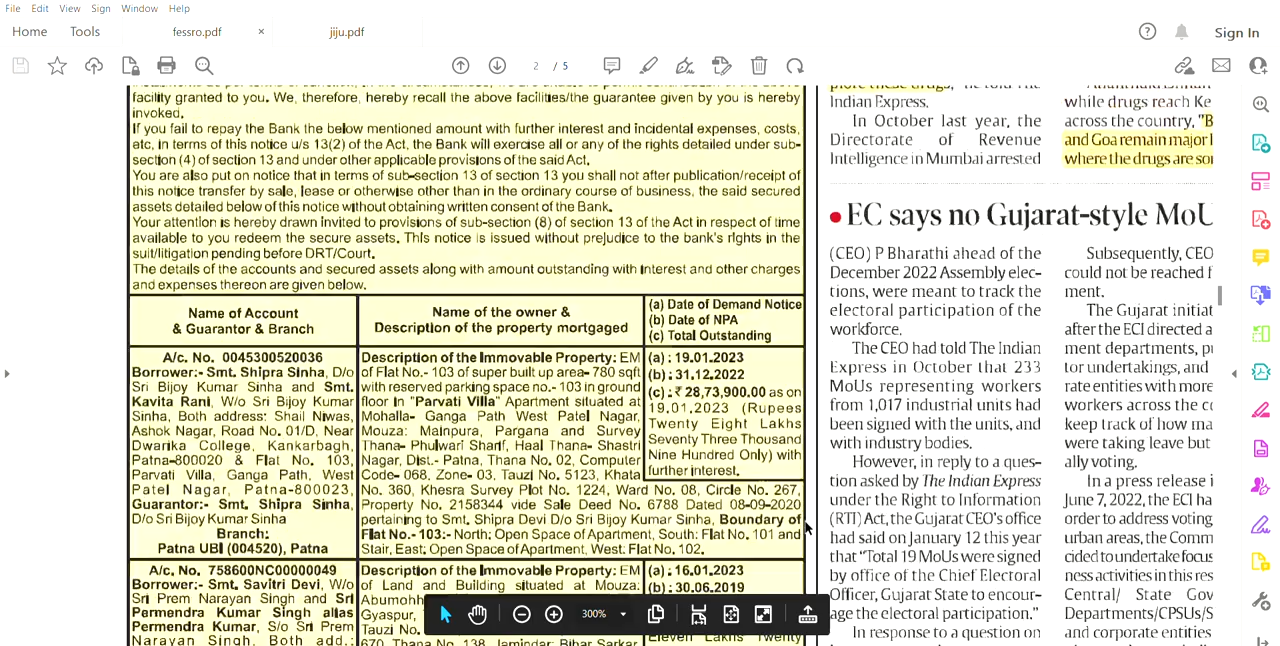 File Edit View Sign Window Help
Home Tools fessro.pdf × jiju.pdf Sign In
2 / 5
facility granted to you. We, therefore, hereby recall the above facilities/the guarantee given by you is hereby
invoked.
If you fail to repay the Bank the below mentioned amount with further interest and incidental expenses, costs,
etc, in terms of this notice u/s 13(2) of the Act, the Bank will exercise all or any of the rights detailed under sub-
section (4) of section 13 and under other applicable provisions of the said Act.
You are also put on notice that in terms of sub-section 13 of section 13 you shall not after publication/receipt of
this notice transfer by sale, lease or otherwise other than in the ordinary course of business, the said secured
assets detailed below of this notice without obtaining written consent of the Bank.
Your attention is hereby drawn invited to provisions of sub-section (8) of section 13 of the Act in respect of time
available to you redeem the secure assets. This notice is issued without prejudice to the bank's rights in the
suit/litigation pending before DRT/Court.
The details of the accounts and secured assets along with amount outstanding with interest and other charges
and expenses thereon are given below.
Name of Account
& Guarantor & Branch
Name of the owner &
Description of the property mortgaged
(a) Date of Demand Notice
(b) Date of NPA
(c) Total Outstanding
A/c. No. 0045300520036
Borrower:- Smt. Shipra Sinha, D/o
Sri Bijoy Kumar Sinha and Smt.
Kavita Rani, W/o Sri Bijoy Kumar
Sinha, Both address: Shail Niwas,
Ashok Nagar, Road No. 01/D, Near
Dwarika College, Kankarbagh,
Patna-800020 & Flat No. 103,
Parvati Villa, Ganga Path, West
Patel Nagar, Patna-800023,
Guarantor:- Smt. Shipra Sinha,
D/o Sri Bijoy Kumar Sinha
Branch:
Patna UBI (004520), Patna
Description of the Immovable Property: EM
of Flat No.- 103 of super built up area- 780 sqft
with reserved parking space no.- 103 in ground
floor in "Parvati Villa" Apartment situated at
Mohalla- Ganga Path West Patel Nagar,
Mouza: Mainpura, Pargana and Survey
Thana- Phulwari Sharif, Haal Thana- Shastri
Nagar, Dist.- Patna, Thana No. 02, Computer
Code- 068, Zone- 03, Tauzi No. 5123, Khata
No. 360, Khesra Survey Plot No. 1224, Ward No. 08, Circle No. 267,
Property No. 2158344 vide Sale Deed No. 6788 Dated 08-09-2020
pertaining to Smt. Shipra Devi D/o Sri Bijoy Kumar Sinha, Boundary of
Flat No.- 103:- North; Open Space of Apartment, South: Flat No. 101 and
Stair, East: Open Space of Apartment, West: Flat No. 102.
(a) : 19.01.2023
(b) : 31.12.2022
(c) : ₹ 28,73,900.00 as on
19.01.2023 (Rupees
Twenty Eight Lakhs
Seventy Three Thousand
Nine Hundred Only) with
further interest.
A/c. No. 758600NC00000049
Borrower:- Smt. Savitri Devi, W/o
Sri Prem Narayan Singh and Sri
Permendra Kumar Singh alias
Permendra Kumar, S/o Sri Prem
Narayan Singh, Both add.:
Description of the Immovable Property: EM
of Land and Building situated at Mouza:
Gyaspur,
Tauzi No.
670, Thana No. 138, Jamindar: Bihar Sarkar
(a) : 16.01.2023
(b) : 30.06.2019
Eleven Lakhs Twenty
300%
Indian Express.
In October last year, the
Directorate of Revenue
Intelligence in Mumbai arrested
while drugs reach Ke
across the country, "B
and Goa remain major
where the drugs are so
EC says no Gujarat-style MoU
(CEO) P Bharathi ahead of the
December 2022 Assembly elec-
tions, were meant to track the
electoral participation of the
workforce.
The CEO had told The Indian
Express in October that 233
MoUs representing workers
from 1,017 industrial units had
been signed with the units, and
with industry bodies.
However, in reply to a ques-
tion asked by The Indian Express
under the Right to Information
(RTI) Act, the Gujarat CEO's office
had said on January 12 this year
that "Total 19 MoUs were signed
by office of the Chief Electoral
Officer, Gujarat State to encour-
age the electoral participation."
In response to a question on
Subsequently, CEO
could not be reached f
ment.
The Gujarat initiat
after the ECI directed a
ment departments, pu
tor undertakings, and
rate entities with more
workers across the co
keep track of how ma
were taking leave but
ally voting.
In a press release i
June 7, 2022, the ECI ha
order to address voting
urban areas, the Comm
cided to undertake focus
ness activities in this res
Central/ State Gov
Departments/CPSUs/S
and corporate entities